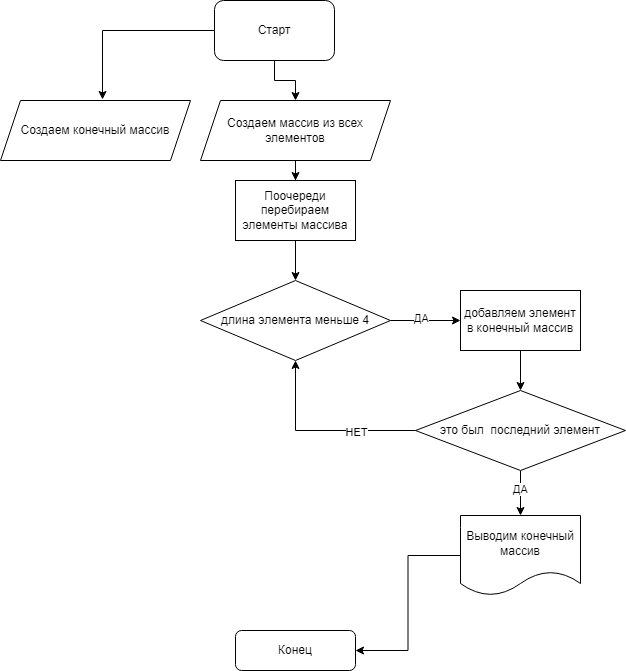 Старт
Создаем конечный массив
Создаем массив из всех
элементов
Поочереди
перебираем
элементы массива
длина элемента меньше 4
ДА
добавляем элемент
в конечный массив
это был  последний элемент
НЕТ
ДА
Выводим конечный
массив
Конец